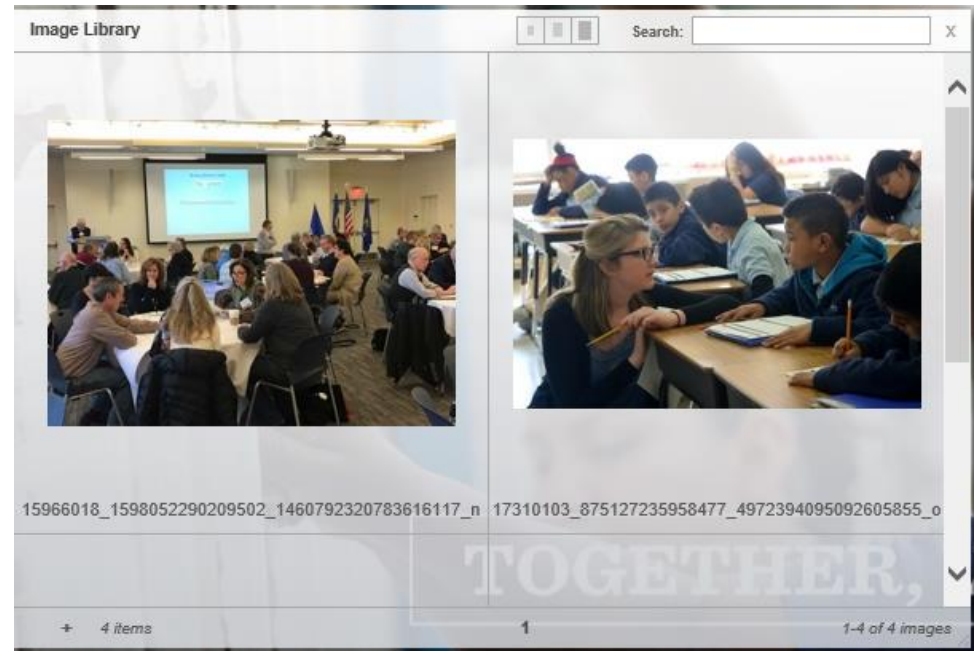 Image Library
Search:
X
15966018_1598052290209502_1460792320783616117_n
17310103_875127235958477_4972394095092605855_o
TOGETHER,
+ 4 items
1
1-4 of 4 images